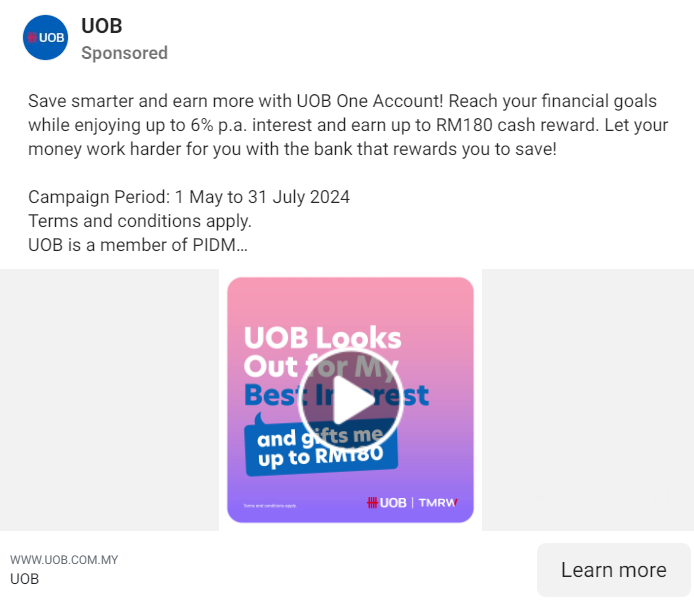 UOB
UOB
Sponsored
Save smarter and earn more with UOB One Account! Reach your financial goals
while enjoying up to 6% p.a. interest and earn up to RM180 cash reward. Let your
money work harder for you with the bank that rewards you to save!
Campaign Period: 1 May to 31 July 2024
Terms and conditions apply.
UOB is a member of PIDM...
UOB Looks
Out for My
Best Interest
and gifts me
up to RM180
Terms and conditions apply.
UOB | TMRW
WWW.UOB.COM.MY
UOB
Learn more